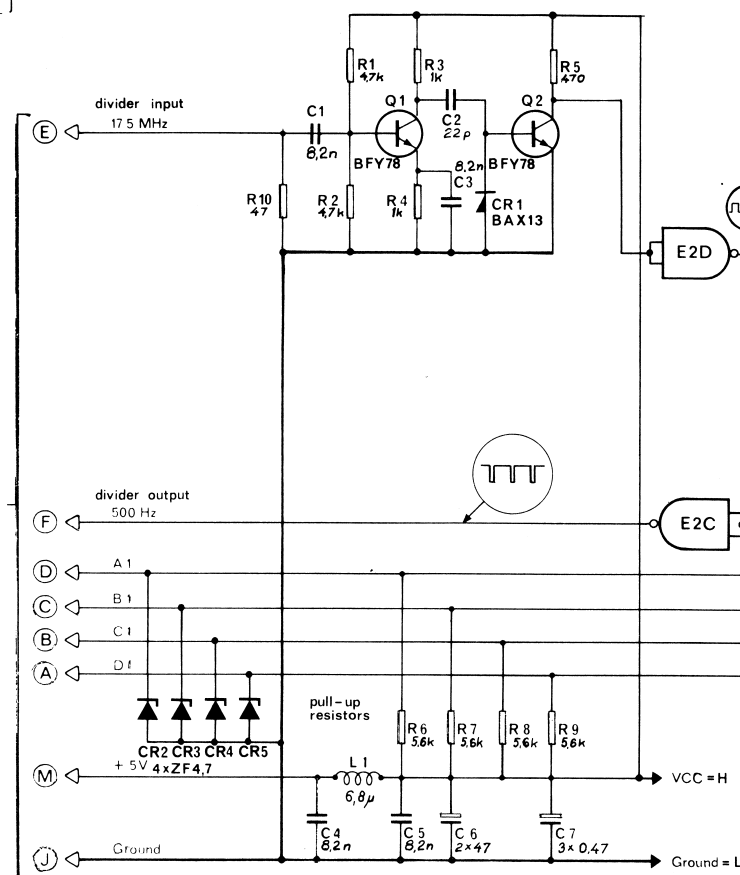 R1
4,7k
R3
1k
R5
470
divider input
17 5 MHz
C1
8,2n
Q1
C2
22p
Q2
E
BFY78
8,2n
C3
BFY78
R10
47
R2
4,7k
R4
1k
CR1
BAX13
E2D
divider output
500 Hz
F
E2C
D
A1
C
B1
B
C1
A
D1
pull-up
resistors
R6
5,6k
R7
5,6k
R8
5,6k
R9
5,6k
CR2 CR3 CR4 CR5
M
+ 5V
4xZF4,7
L1
6,8µ
VCC = H
C4
8,2n
C5
8,2n
C6
2x47
C7
3x0,47
J
Ground
Ground = L